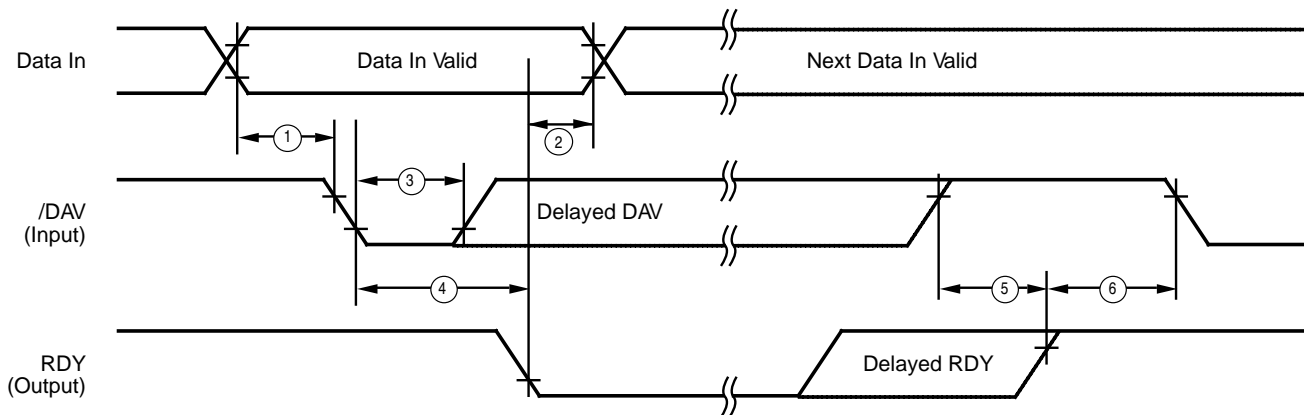 Data In
Data In Valid
Next Data In Valid
1
2
3
/DAV
(Input)
Delayed DAV
4
5
6
RDY
(Output)
Delayed RDY